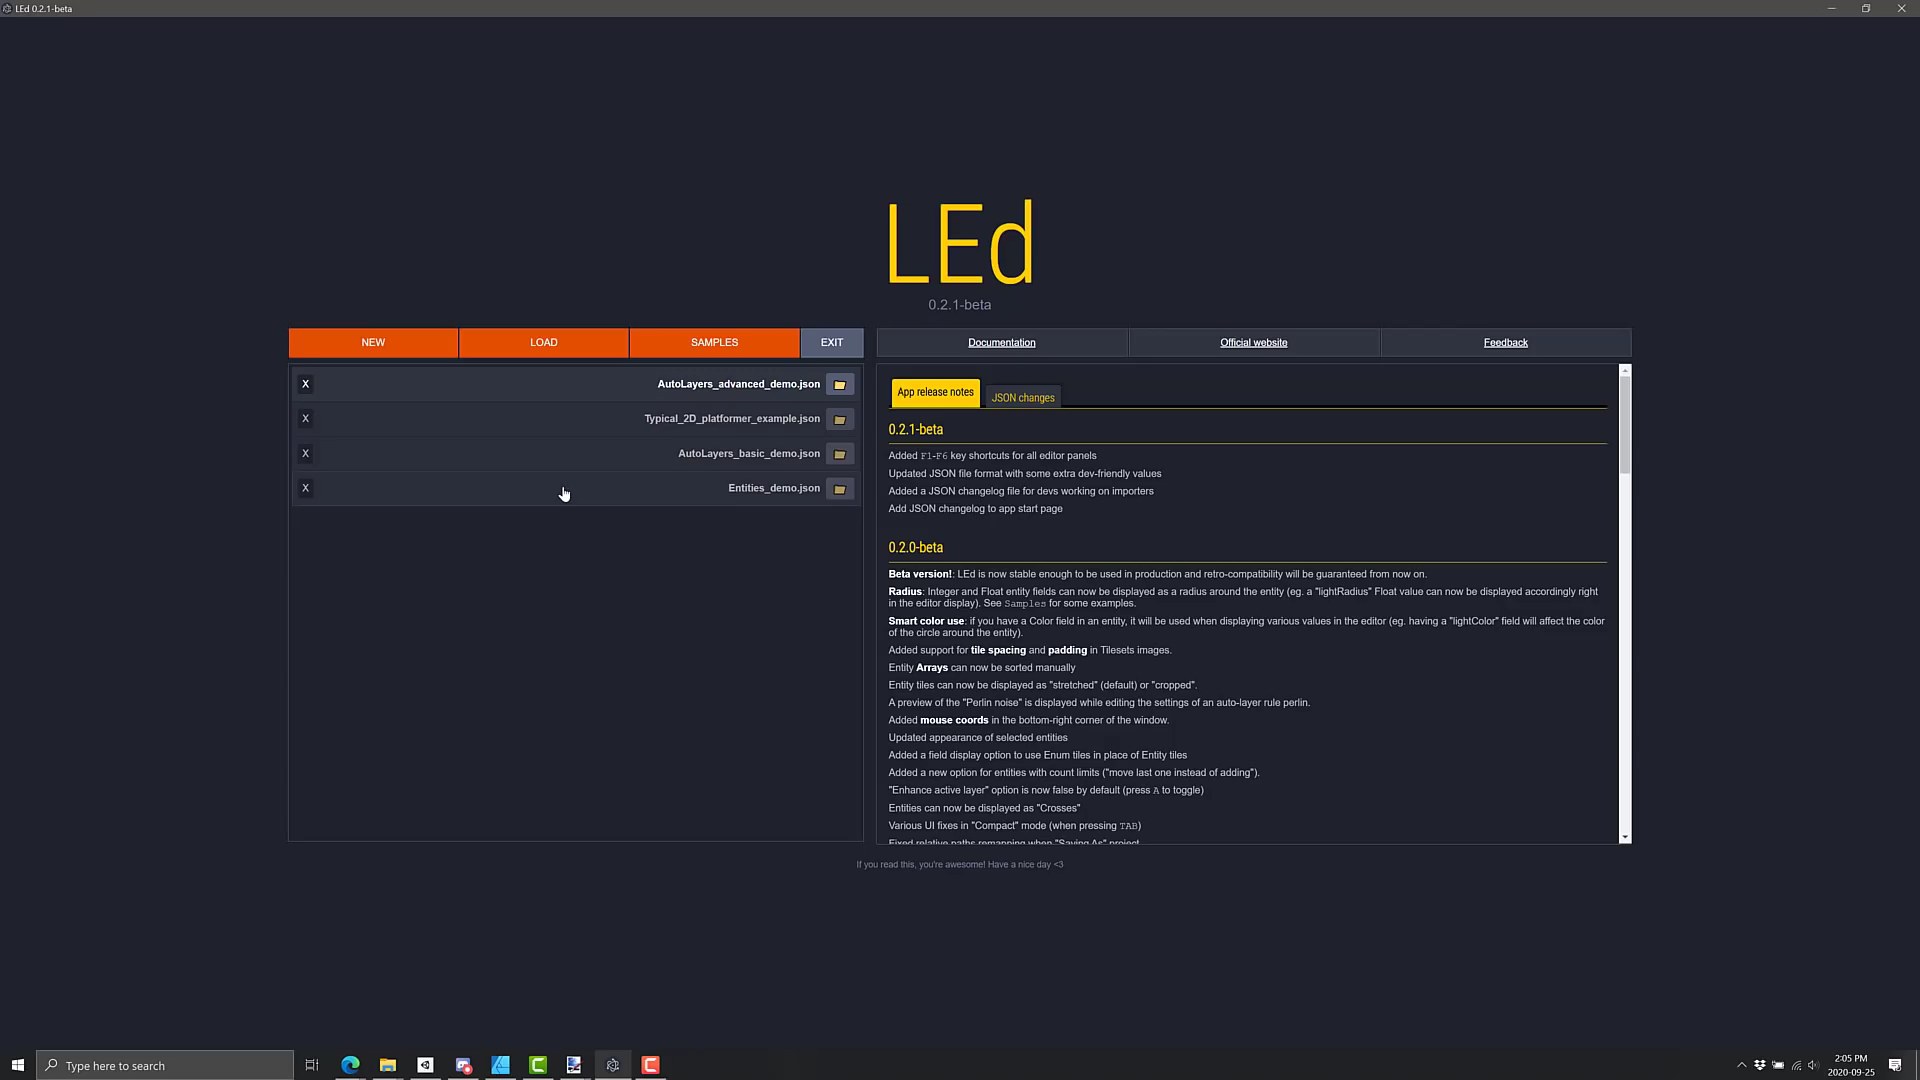 LEd 0.2.1-beta
LEd
0.2.1-beta
NEW
LOAD
SAMPLES
EXIT
Documentation
Official website
Feedback
X
AutoLayers_advanced_demo.json
X
Typical_2D_platformer_example.json
X
AutoLayers_basic_demo.json
X
Entities_demo.json
App release notes
JSON changes
0.2.1-beta
Added F1-F6 key shortcuts for all editor panels
Updated JSON file format with some extra dev-friendly values
Added a JSON changelog file for devs working on importers
Add JSON changelog to app start page
0.2.0-beta
Beta version!: LEd is now stable enough to be used in production and retro-compatibility will be guaranteed from now on.
Radius: Integer and Float entity fields can now be displayed as a radius around the entity (eg. a "lightRadius" Float value can now be displayed accordingly right
in the editor display). See Samples for some examples.
Smart color use: if you have a Color field in an entity, it will be used when displaying various values in the editor (eg. having a "lightColor" field will affect the color
of the circle around the entity).
Added support for tile spacing and padding in Tilesets images.
Entity Arrays can now be sorted manually
Entity tiles can now be displayed as "stretched" (default) or "cropped".
A preview of the "Perlin noise" is displayed while editing the settings of an auto-layer rule perlin.
Added mouse coords in the bottom-right corner of the window.
Updated appearance of selected entities
Added a field display option to use Enum tiles in place of Entity tiles
Added a new option for entities with count limits ("move last one instead of adding").
"Enhance active layer" option is now false by default (press A to toggle)
Entities can now be displayed as "Crosses"
Various UI fixes in "Compact" mode (when pressing TAB)
Fixed relative paths remapping when "Saving As" project
If you read this, you're awesome! Have a nice day <3
Type here to search
2:05 PM
2020-09-25